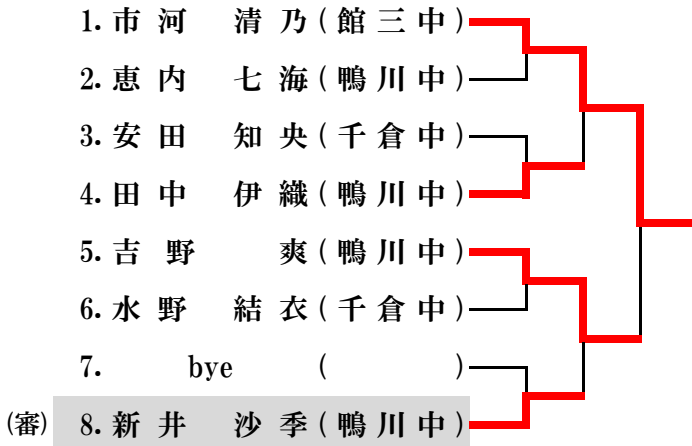 1. 市河 清乃(館三中)
2. 恵内 七海(鴨川中)
3. 安田 知央(千倉中)
4. 田中 伊織(鴨川中)
5. 吉野 爽(鴨川中)
6. 水野 結衣(千倉中)
7. bye ( )
(審) 8. 新井 沙季(鴨川中)